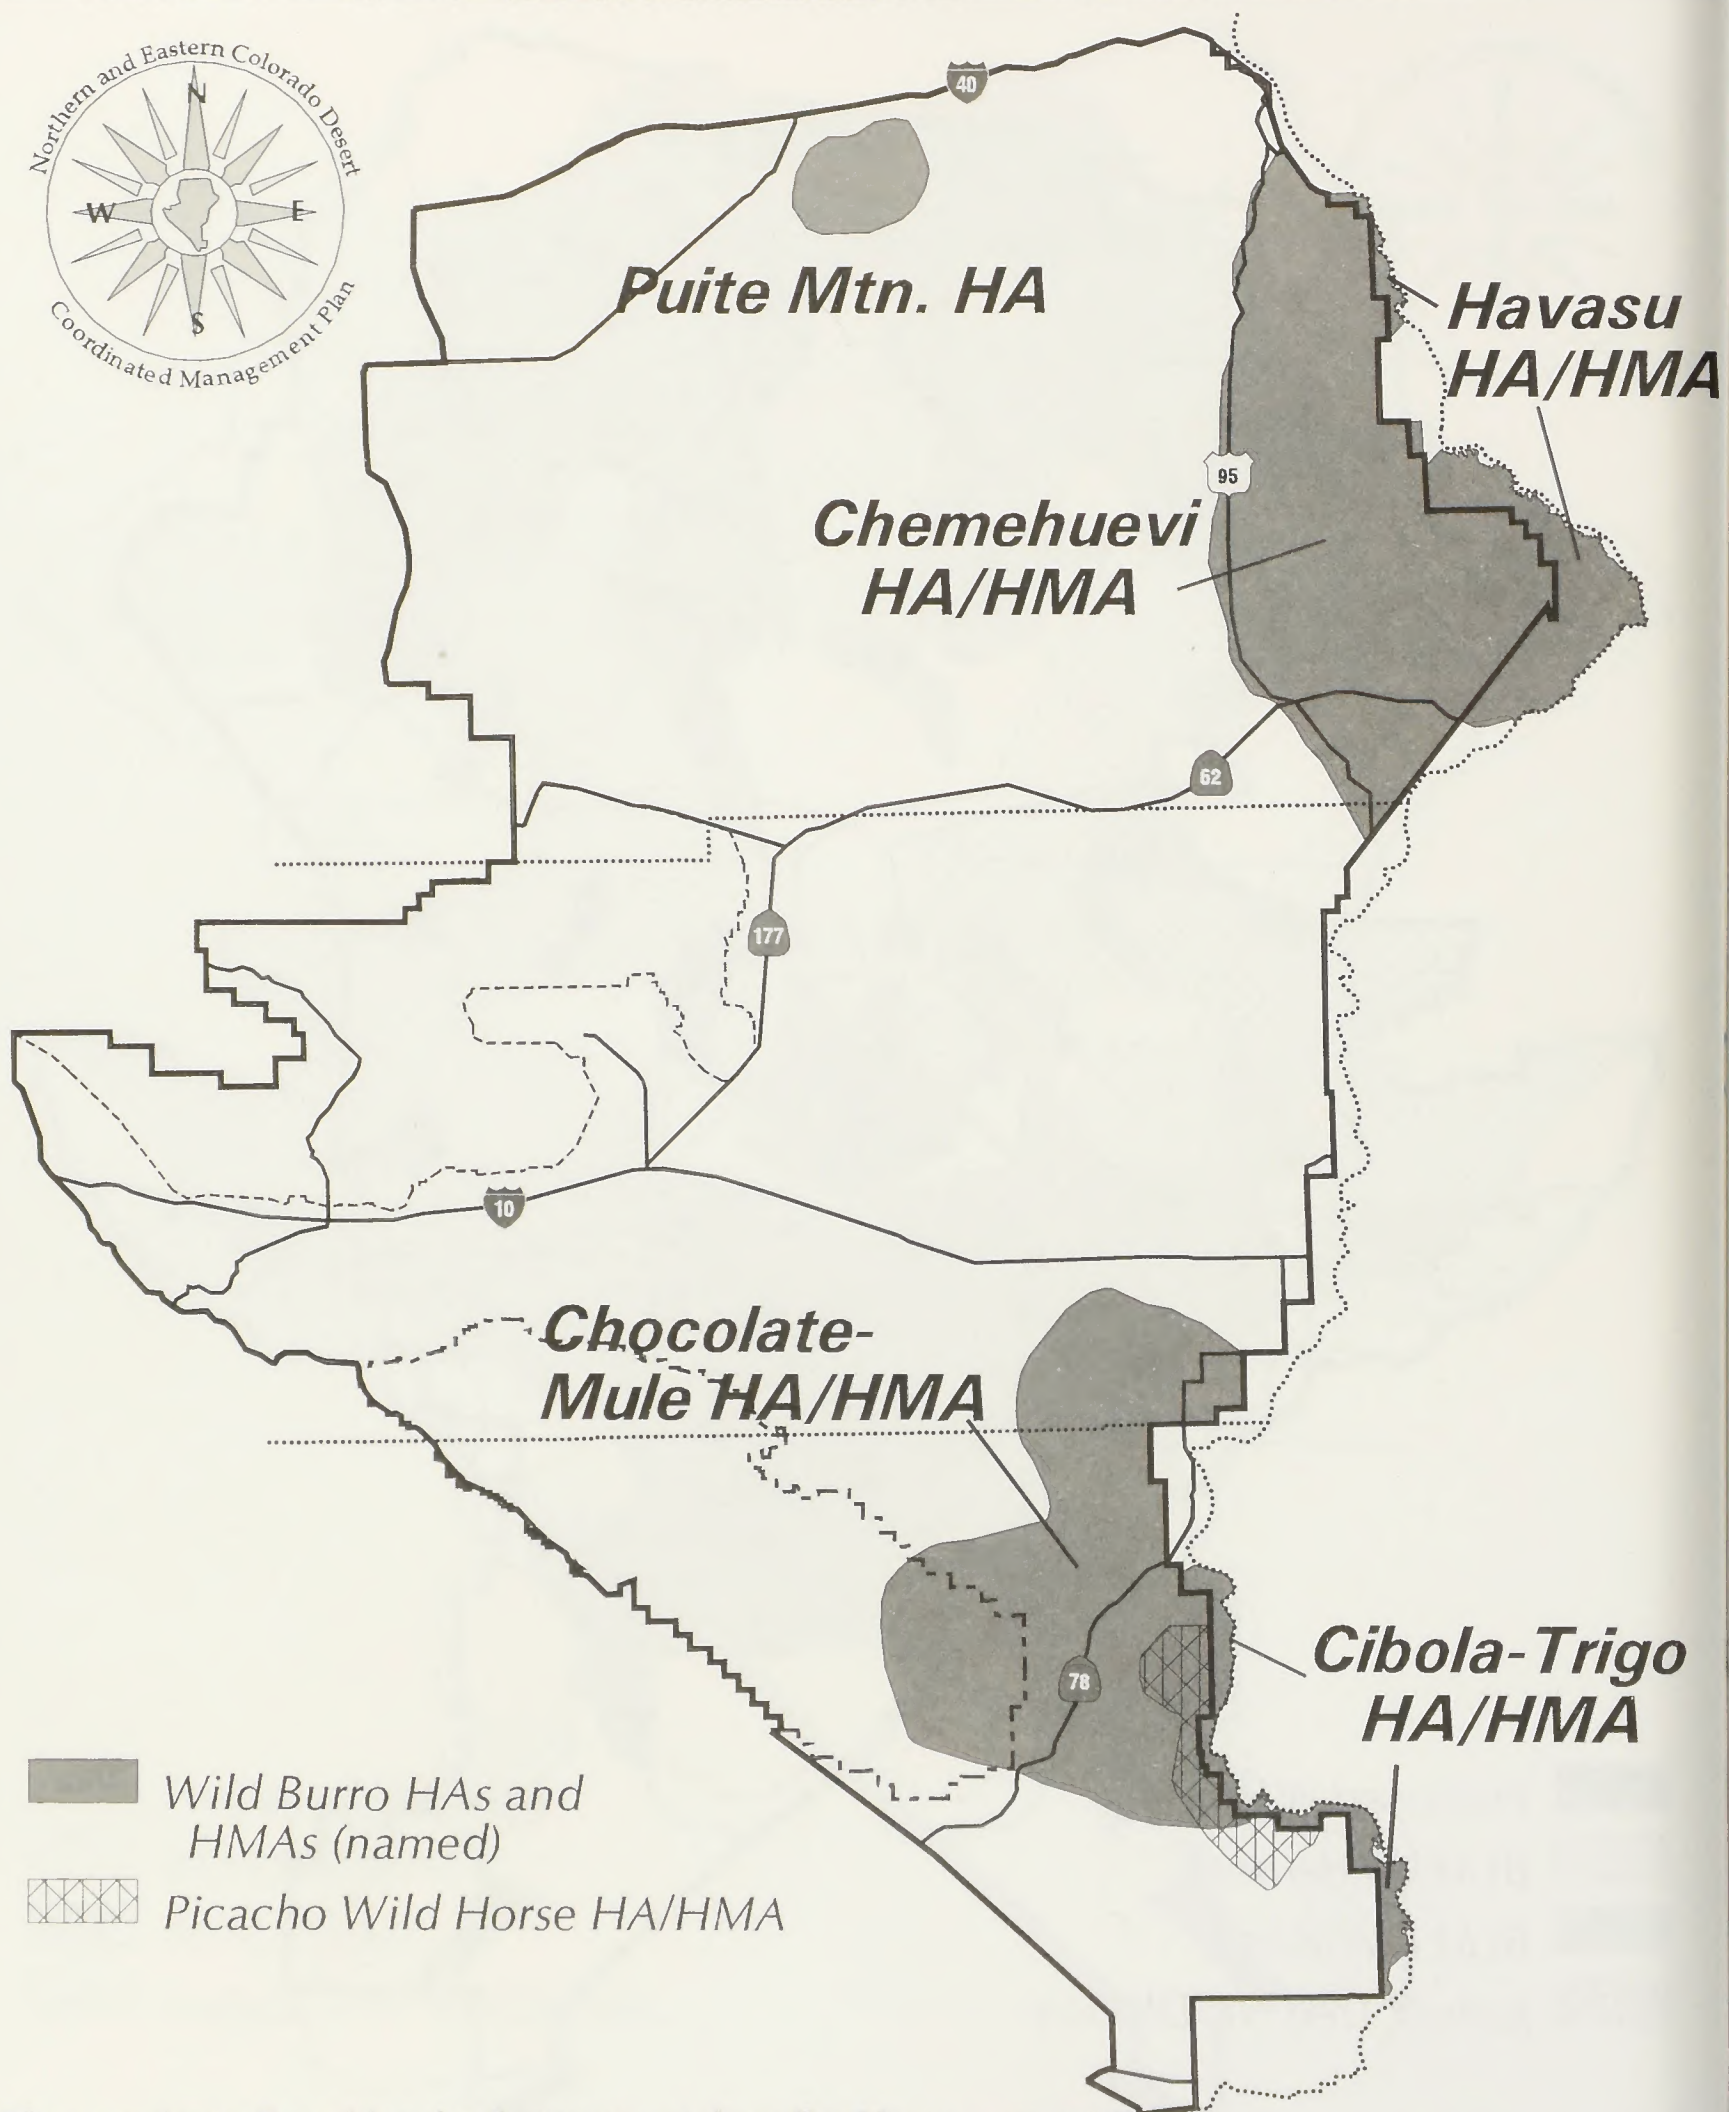 Northern and Eastern Colorado Desert
N
W
E
S
Coordinated Management Plan
40
Puite Mtn. HA
Havasu
HA/HMA
95
Chemehuevi
HA/HMA
62
177
10
Chocolate-
Mule HA/HMA
78
Cibola-Trigo
HA/HMA
Wild Burro HAs and
HMAs (named)
Picacho Wild Horse HA/HMA